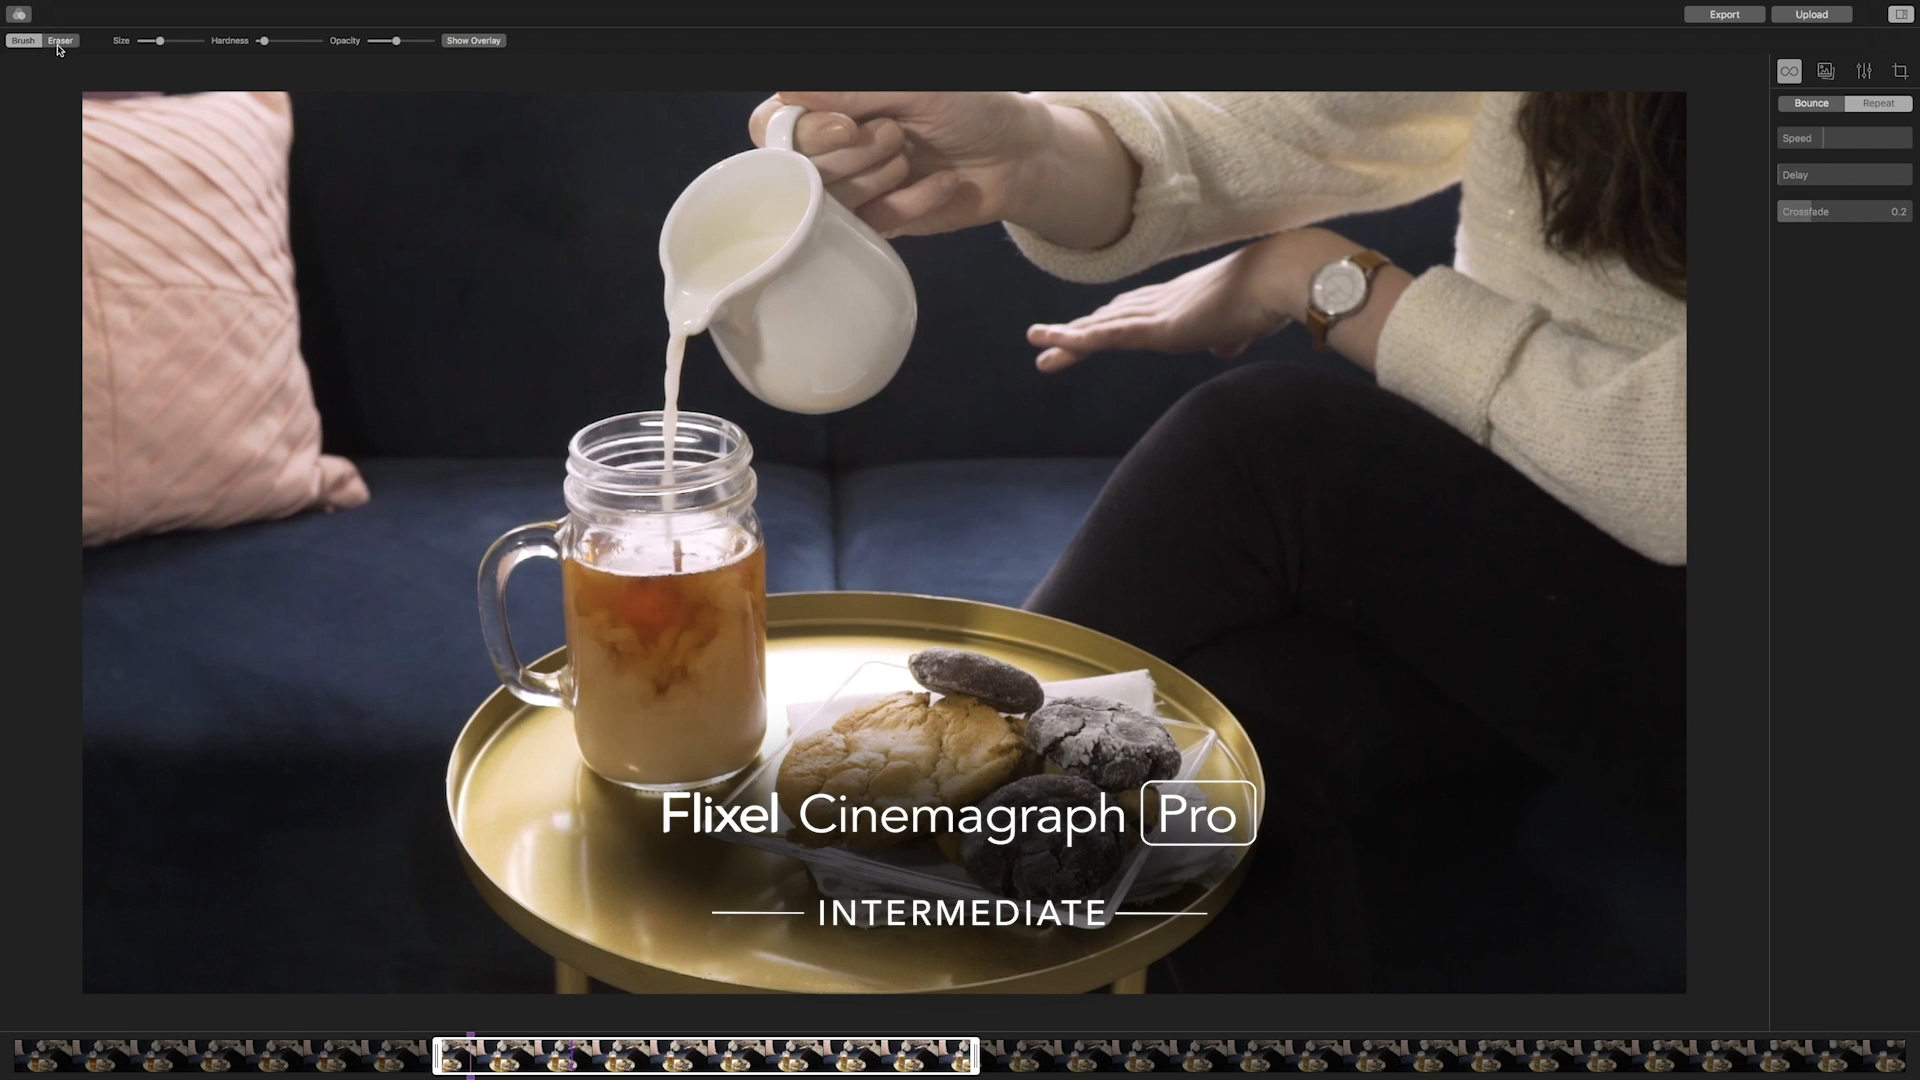 Export Upload
Brush Eraser Size Hardness Opacity Show Overlay
Bounce Repeat
Speed
Delay
Crossfade 0.2
Flixel Cinemagraph Pro
INTERMEDIATE